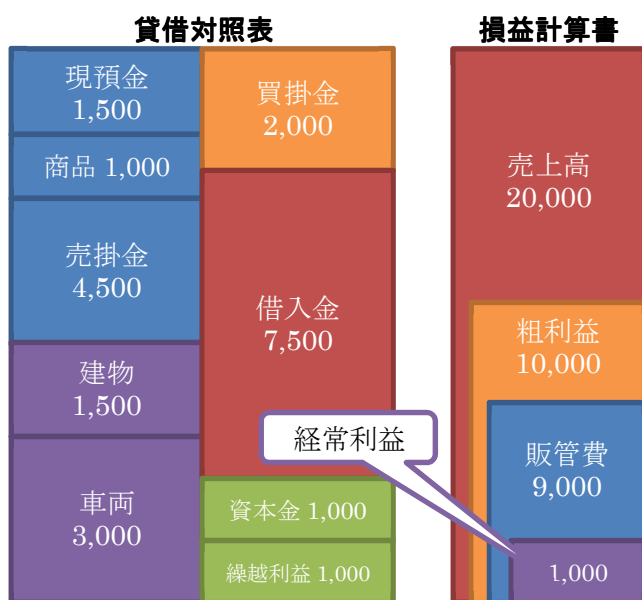 貸借対照表
現預金
1,500
商品 1,000
売掛金
4,500
建物
1,500
車両
3,000
買掛金
2,000
借入金
7,500
資本金 1,000
繰越利益 1,000
損益計算書
売上高
20,000
粗利益
10,000
販管費
9,000
経常利益
1,000